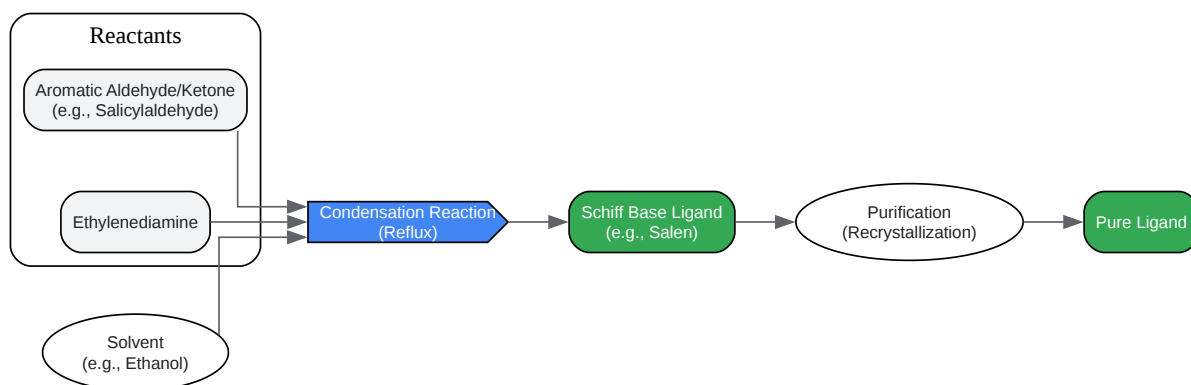 Reactants
Aromatic Aldehyde/Ketone
(e.g., Salicylaldehyde)
Ethylenediamine
Solvent
(e.g., Ethanol)
Condensation Reaction
(Reflux)
Schiff Base Ligand
(e.g., Salen)
Purification
(Recrystallization)
Pure Ligand